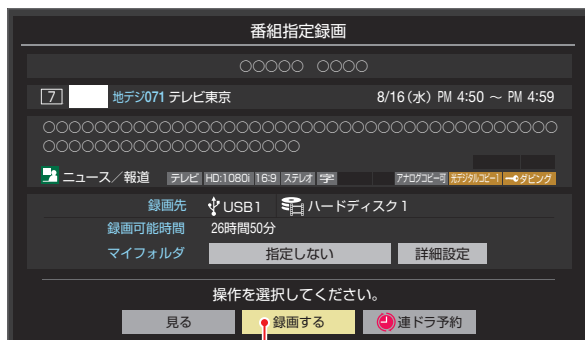 番組指定録画
○○○○○ ○○○○
7 地デジ071 テレビ東京 8/16(水) PM 4:50 ～ PM 4:59
○○○○○○○○○○○○○○○○○○○○○○○○○○○○○○○○○○○○○○○○
○○○○○○○○○○○○○○○○○○○○
ニュース／報道 テレビ HD:1080i 16:9 ステレオ 字 アナログコピー可 光デジタルコピー1 ダビング
録画先 USB1 ハードディスク1
録画可能時間 26時間50分
マイフォルダ 指定しない 詳細設定
操作を選択してください。
見る 録画する 連ドラ予約